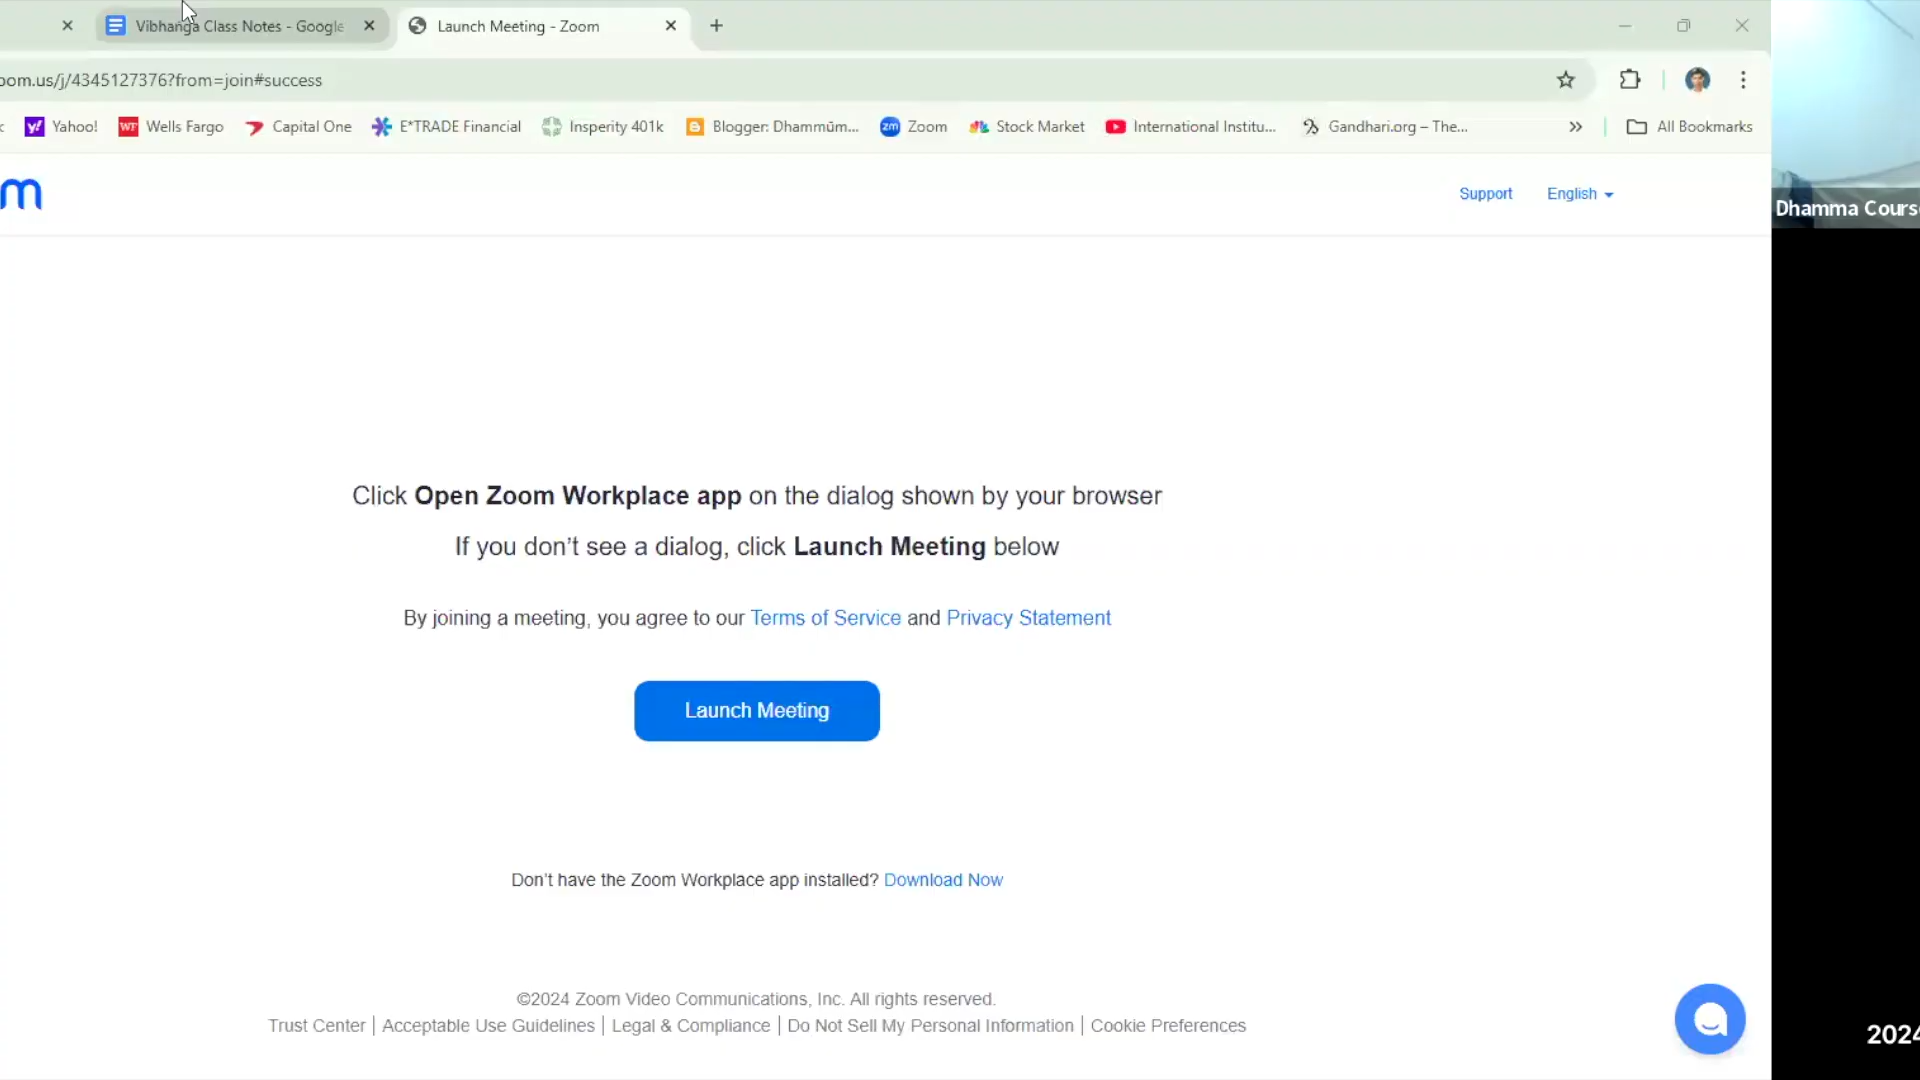 Vibhanga Class Notes - Google
Launch Meeting - Zoom
oom.us/j/4345127376?from=join#success
Yahoo!
WF Wells Fargo
Capital One
E*TRADE Financial
Insperity 401k
Blogger: Dhammūm...
zm Zoom
Stock Market
International Institu...
Gandhari.org – The...
All Bookmarks
m
Support
English
Dhamma Cours
Click Open Zoom Workplace app on the dialog shown by your browser
If you don’t see a dialog, click Launch Meeting below
By joining a meeting, you agree to our Terms of Service and Privacy Statement
Launch Meeting
Don’t have the Zoom Workplace app installed? Download Now
©2024 Zoom Video Communications, Inc. All rights reserved.
Trust Center | Acceptable Use Guidelines | Legal & Compliance | Do Not Sell My Personal Information | Cookie Preferences
2024